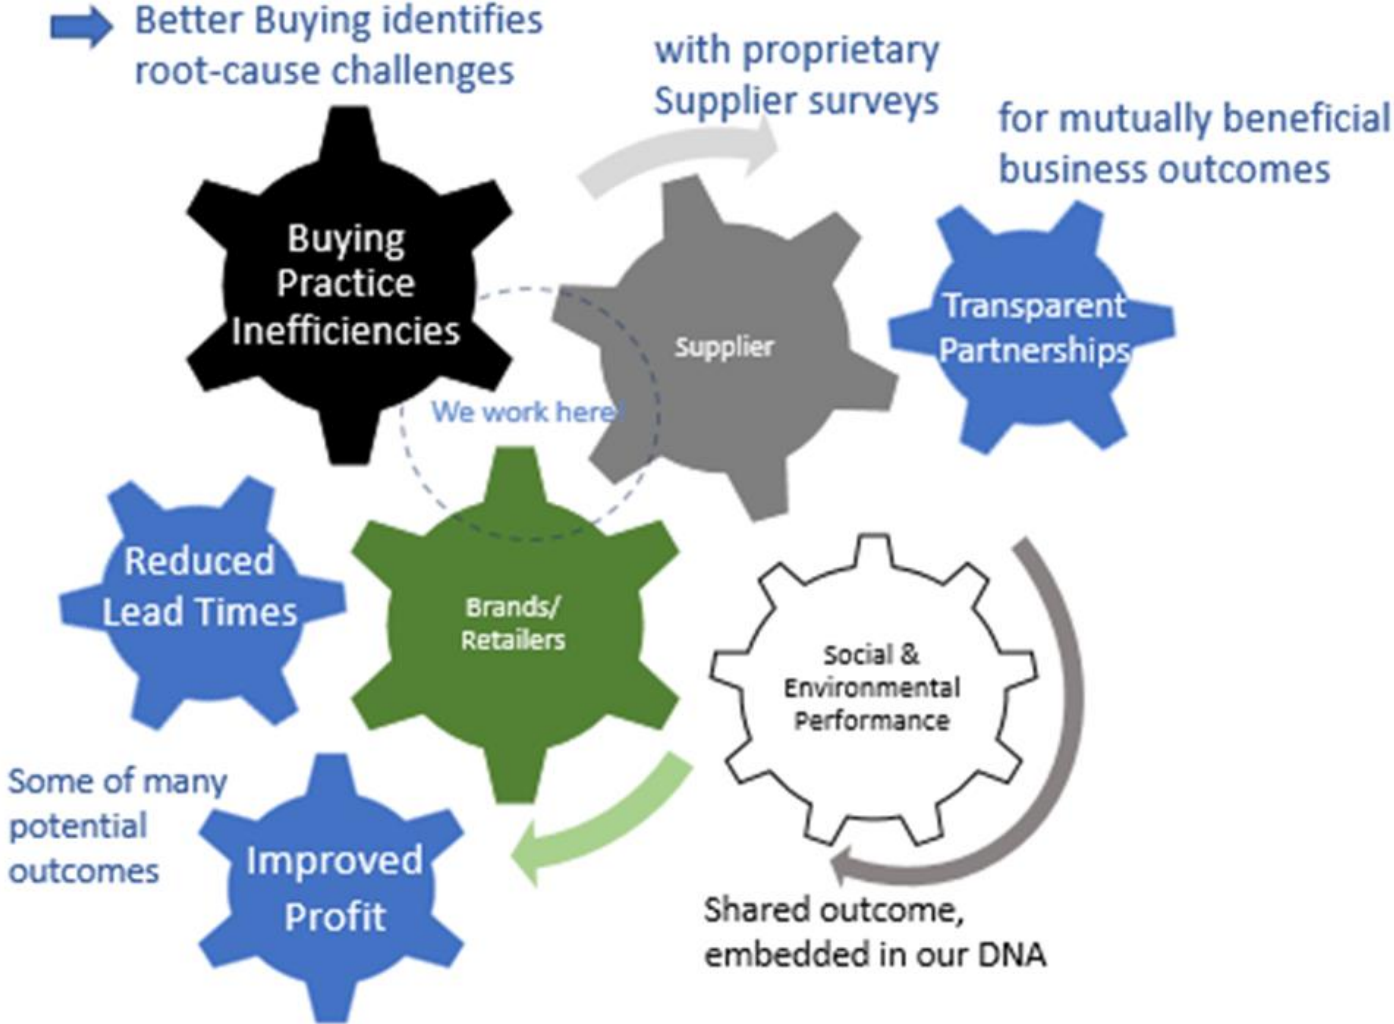 Better Buying identifies
root-cause challenges
with proprietary
Supplier surveys
for mutually beneficial
business outcomes
Buying
Practice
Inefficiencies
Supplier
Transparent
Partnerships
We work here!
Reduced
Lead Times
Brands/
Retailers
Social &
Environmental
Performance
Some of many
potential
outcomes
Improved
Profit
Shared outcome,
embedded in our DNA